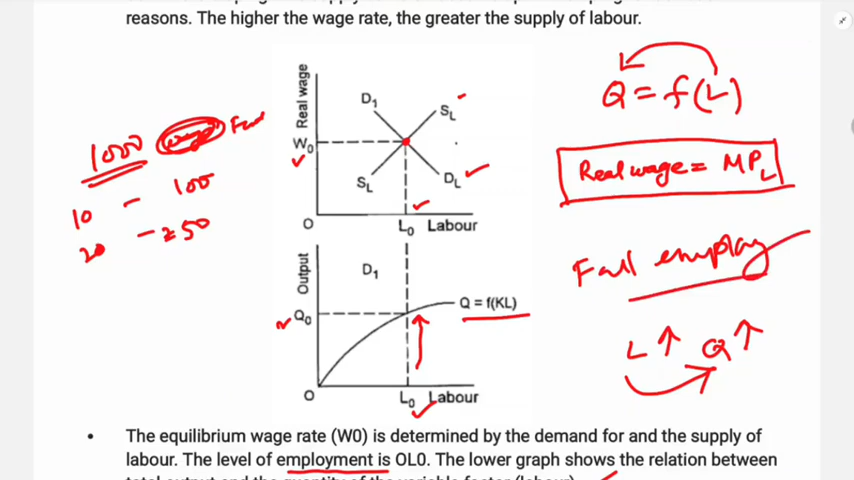 reasons. The higher the wage rate, the greater the supply of labour.
Real wage
D1
SL
W0
SL
DL
O
L0 Labour
Output
D1
Q = f(KL)
Q0
O
L0 Labour
1000
10 - 100
20 -
50
Q = f(L)
Real wage = MPL
L↑ Q↑
• The equilibrium wage rate (W0) is determined by the demand for and the supply of
labour. The level of employment is OL0. The lower graph shows the relation between